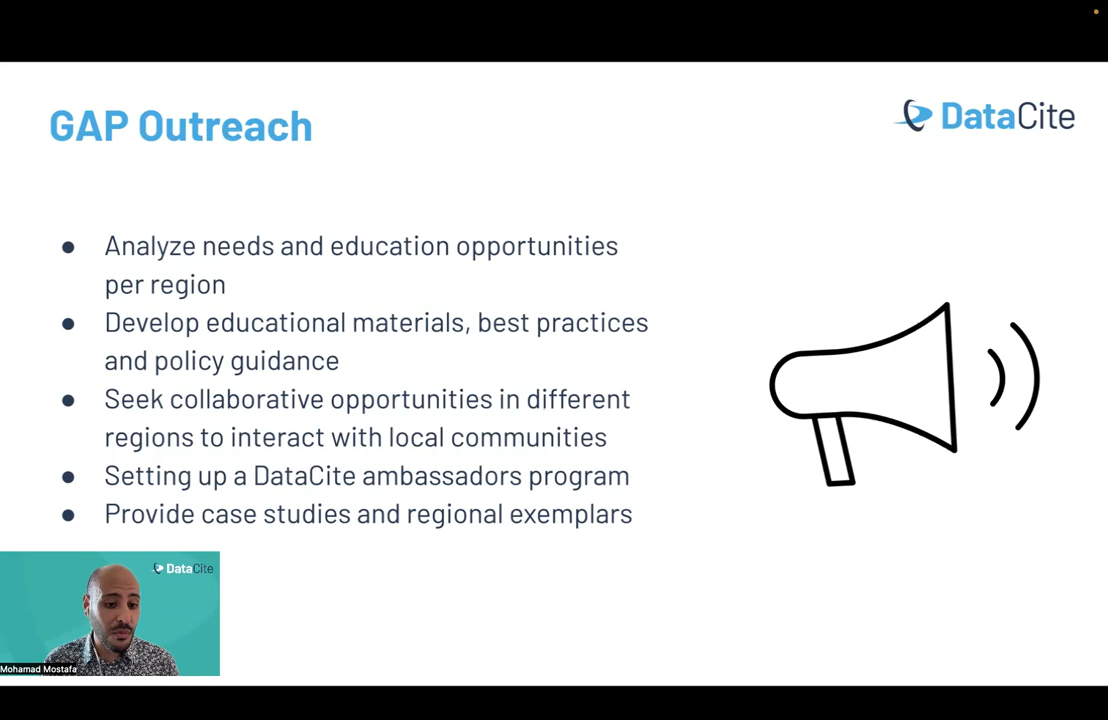 GAP Outreach
DataCite
● Analyze needs and education opportunities
per region
● Develop educational materials, best practices
and policy guidance
● Seek collaborative opportunities in different
regions to interact with local communities
● Setting up a DataCite ambassadors program
● Provide case studies and regional exemplars
DataCite
Mohamad Mostafa